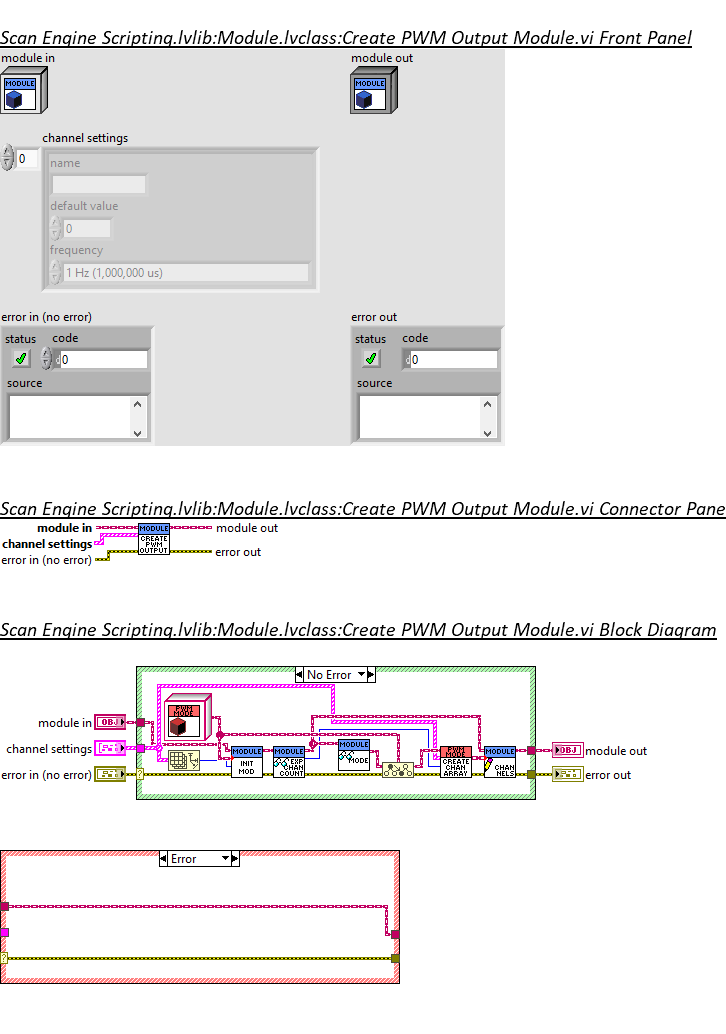 Scan Engine Scripting.lvlib:Module.lvclass:Create PWM Output Module.vi Front Panel
module in
module out
MODULE
MODULE
channel settings
0
name
default value
0
frequency
1 Hz (1,000,000 us)
error in (no error)
error out
status code
status code
0
0
source
source
Scan Engine Scripting.lvlib:Module.lvclass:Create PWM Output Module.vi Connector Pane
module in
MODULE
module out
channel settings
CREATE
PWM
OUTPUT
error in (no error)
error out
Scan Engine Scripting.lvlib:Module.lvclass:Create PWM Output Module.vi Block Diagram
No Error
PWM
MODE
module in
OBJ
channel settings
error in (no error)
MODULE
INIT
MOD
MODULE
EXP
CHAN
COUNT
MODULE
MODE
PWM
MODE
CREATE
CHAN
ARRAY
MODULE
CHAN
NELS
OBJ
module out
error out
?
Error
?